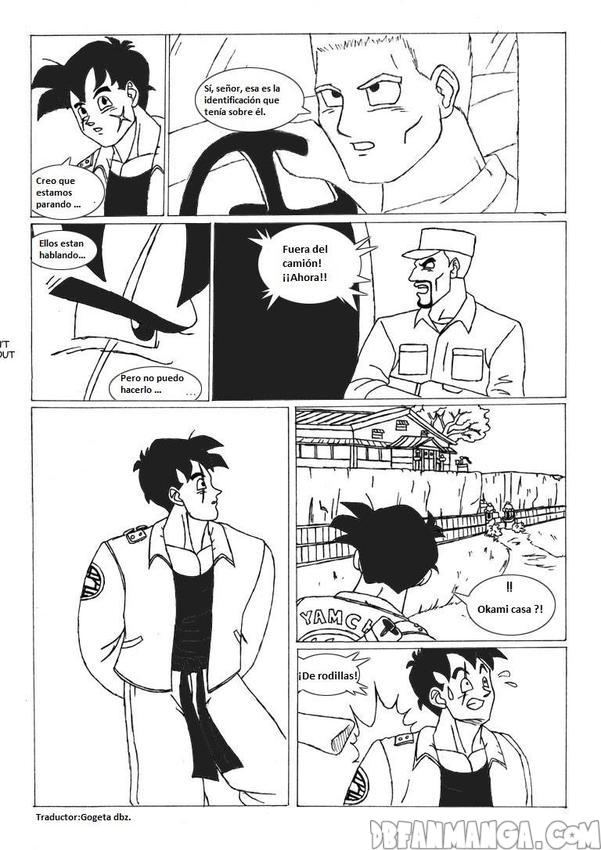 Creo que
estamos
parando ...
Sí, señor, esa es la
identificación que
tenía sobre él.
Ellos estan
hablando...
Pero no puedo
hacerlo ...
...
Fuera del
camión!
¡¡Ahora!!
!!
Okami casa ?!
YAMCH
¡De rodillas!
Traductor:Gogeta dbz.
DBFANMANGA.COM